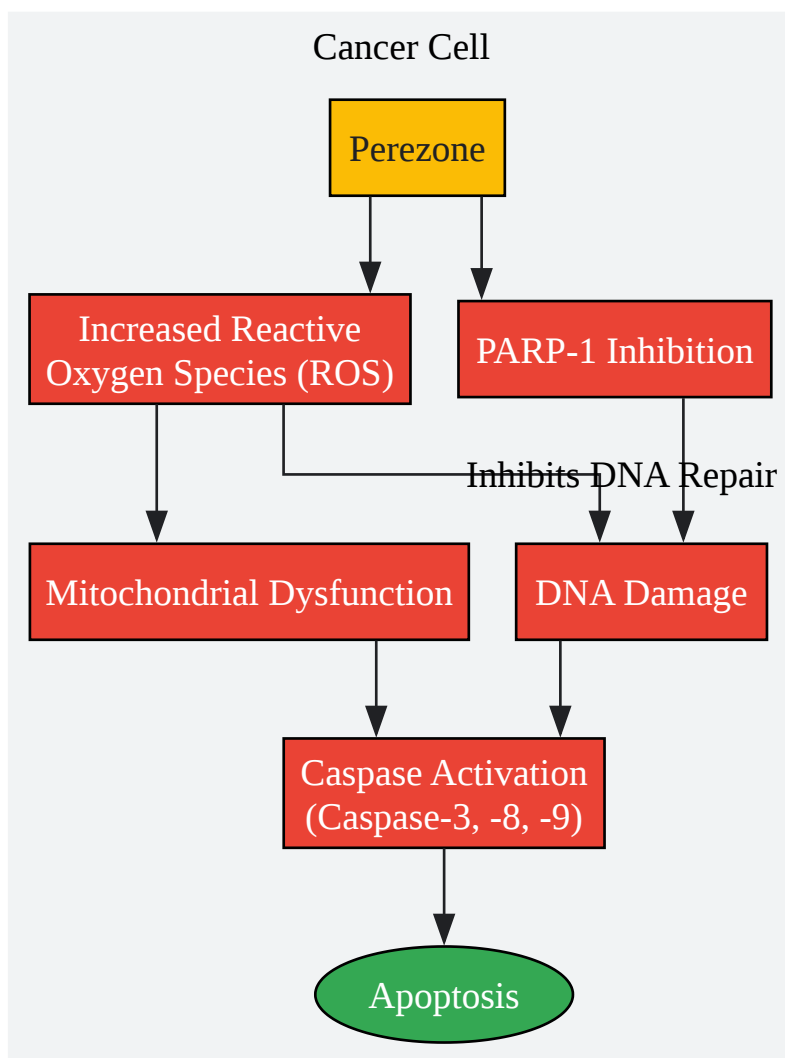 Cancer Cell
Perezone
Increased Reactive
Oxygen Species (ROS)
PARP-1 Inhibition
Inhibits DNA Repair
Mitochondrial Dysfunction
DNA Damage
Caspase Activation
(Caspase-3, -8, -9)
Apoptosis